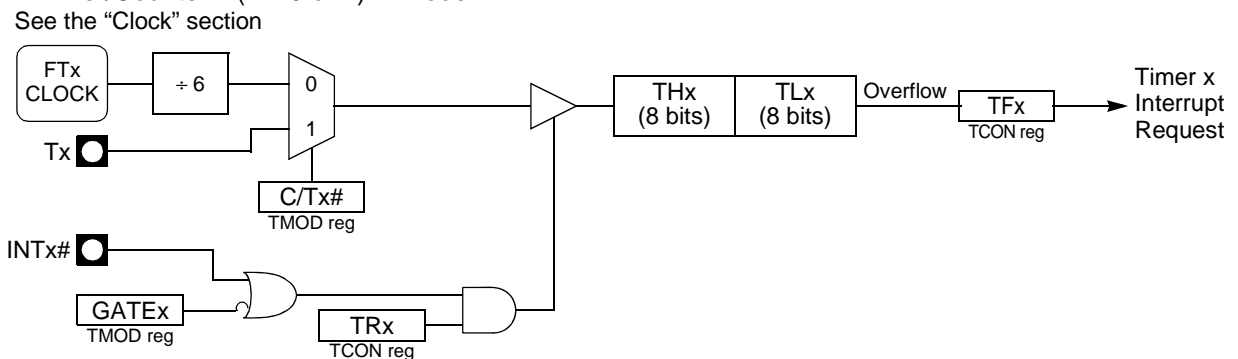 See the “Clock” section
FTx
CLOCK
÷ 6
0
1
Tx
C/Tx#
TMOD reg
THx
(8 bits)
TLx
(8 bits)
Overflow
TFx
TCON reg
Timer x
Interrupt
Request
INTx#
GATEx
TMOD reg
TRx
TCON reg